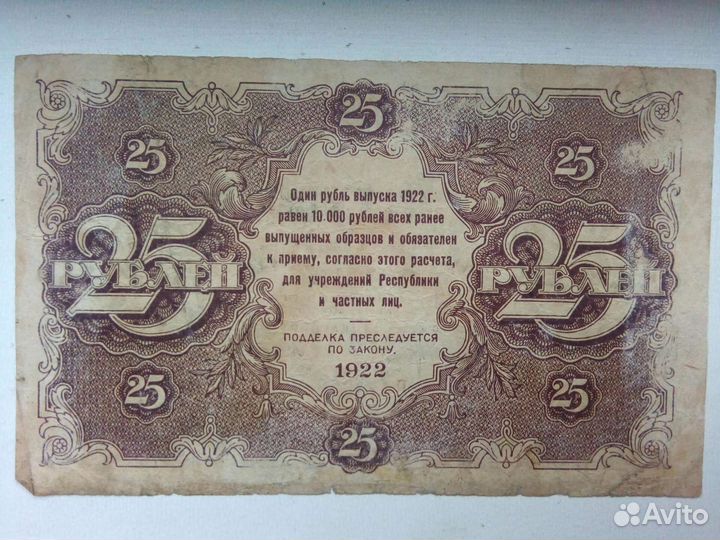 25
25
25
Один рубль выпуска 1922 г.
равен 10.000 рублей всех ранее
выпущенных образцов и обязателен
к приему, согласно этого расчета,
для учреждений Республики
и частных лиц.
25 РУБЛЕЙ
25 РУБЛЕЙ
ПОДДЕЛКА ПРЕСЛЕДУЕТСЯ
ПО ЗАКОНУ.
1922
25
25
25
Avito